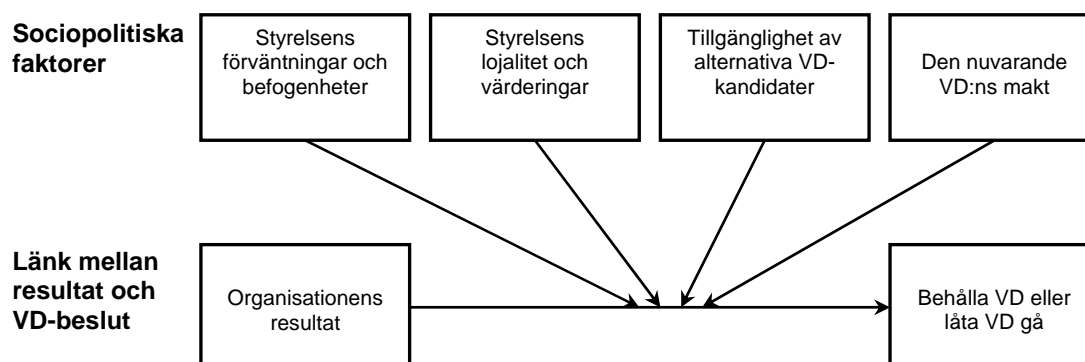 Sociopolitiska
faktorer
Styrelsens
förväntningar och
befogenheter
Styrelsens
lojalitet och
värderingar
Tillgänglighet av
alternativa VD-
kandidater
Den nuvarande
VD:ns makt
Länk mellan
resultat och
VD-beslut
Organisationens
resultat
Behålla VD eller
låta VD gå